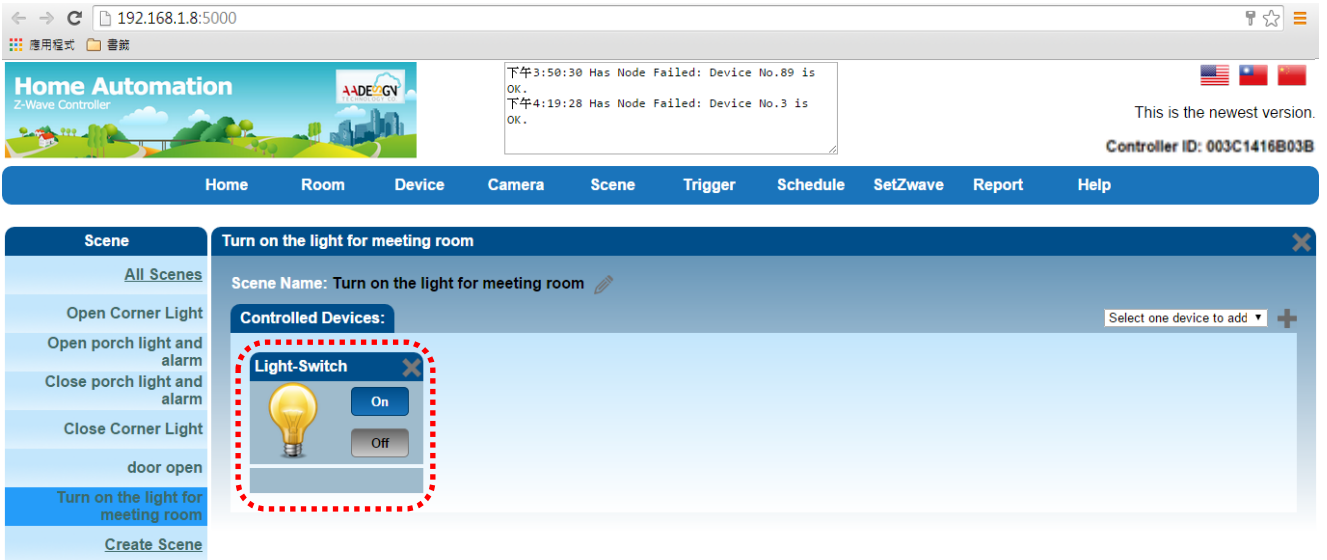 192.168.1.8:5000
應用程式 書籤
Home Automation
Z-Wave Controller
AADESIGN
TECHNOLOGY CO.
下午3:50:30 Has Node Failed: Device No.89 is
OK.
下午4:19:28 Has Node Failed: Device No.3 is
OK.
This is the newest version.
Controller ID: 003C1416B03B
Home Room Device Camera Scene Trigger Schedule SetZwave Report Help
Scene
All Scenes
Open Corner Light
Open porch light and
alarm
Close porch light and
alarm
Close Corner Light
door open
Turn on the light for
meeting room
Create Scene
Turn on the light for meeting room
Scene Name: Turn on the light for meeting room
Controlled Devices:
Select one device to add
Light-Switch
On
Off